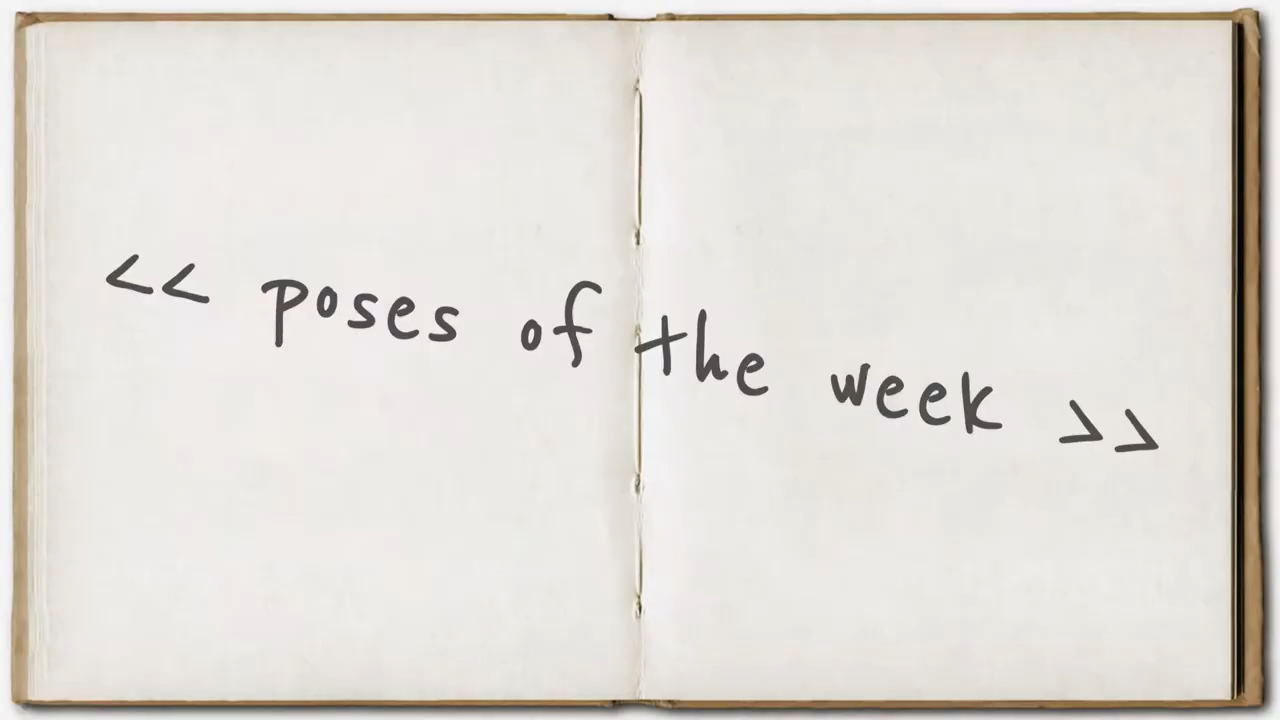 << poses of the week >>